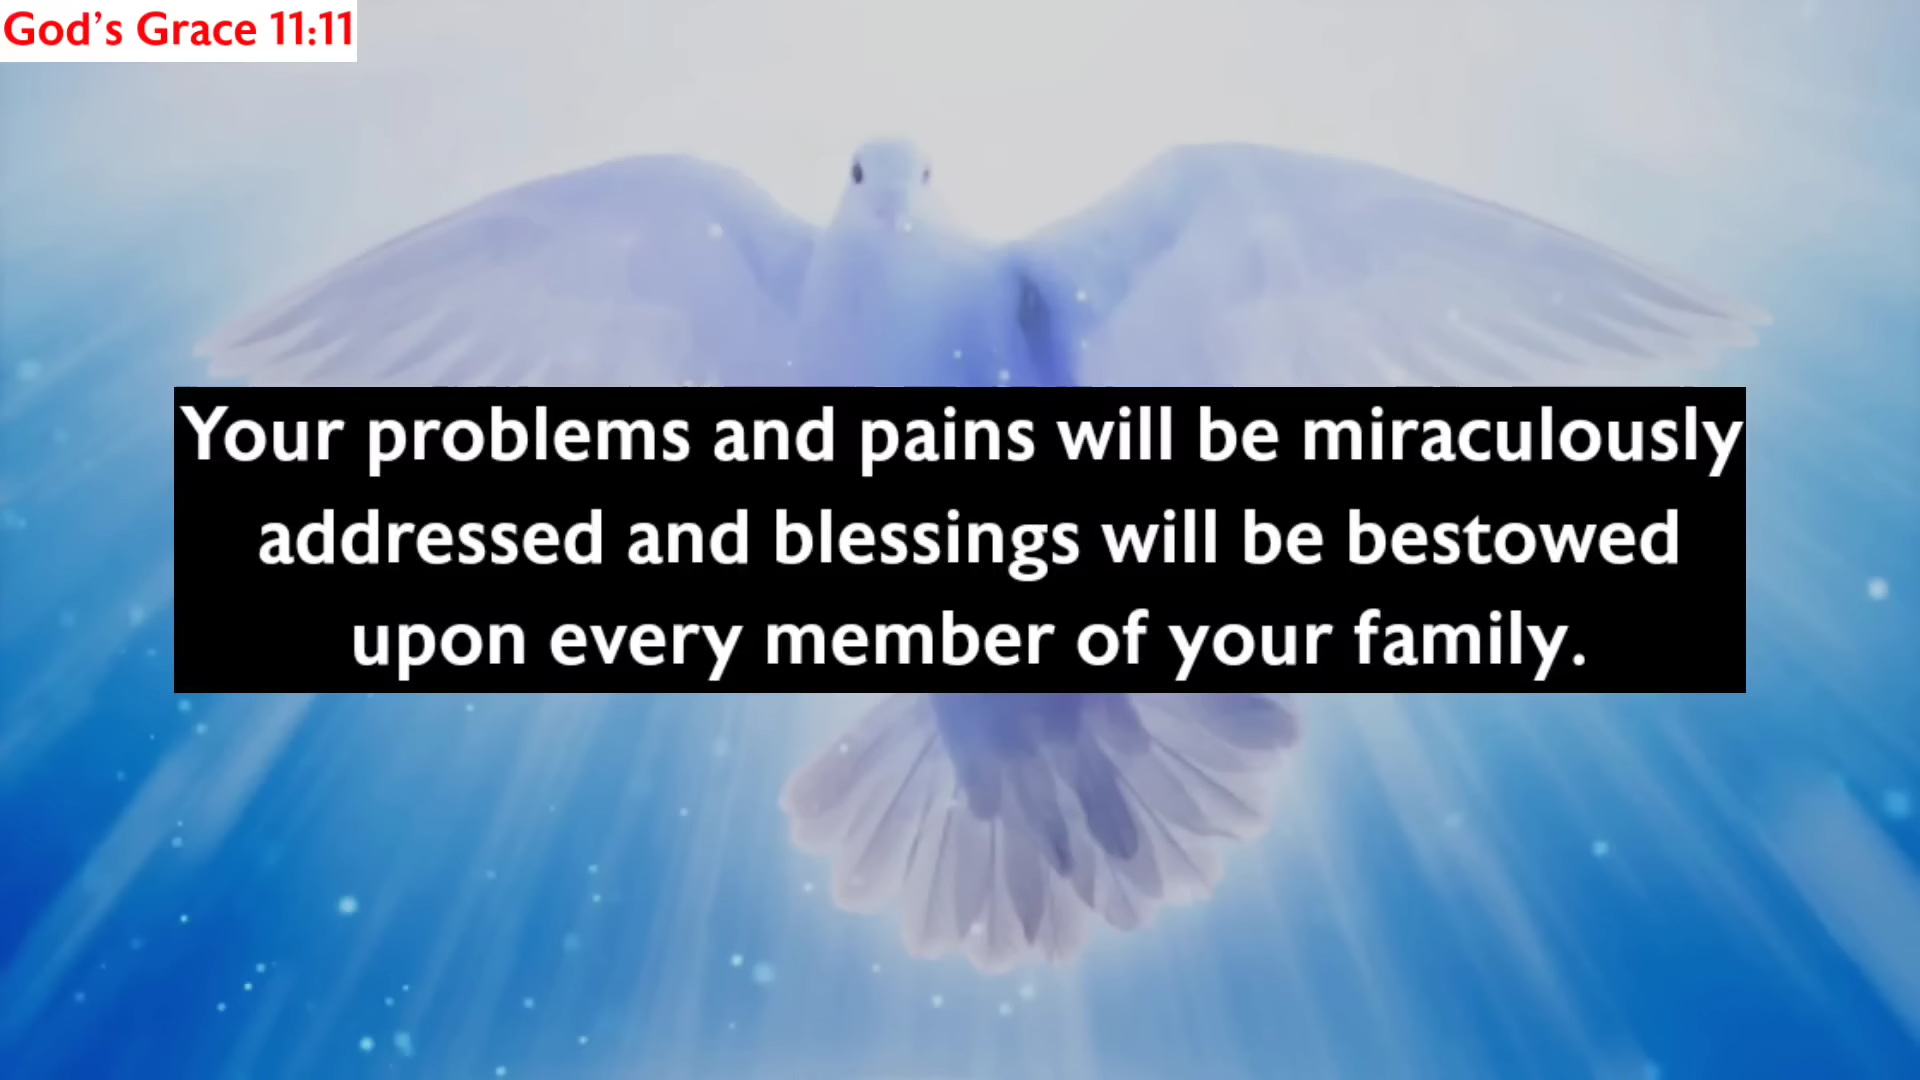 God’s Grace 11:11
Your problems and pains will be miraculously
addressed and blessings will be bestowed
upon every member of your family.